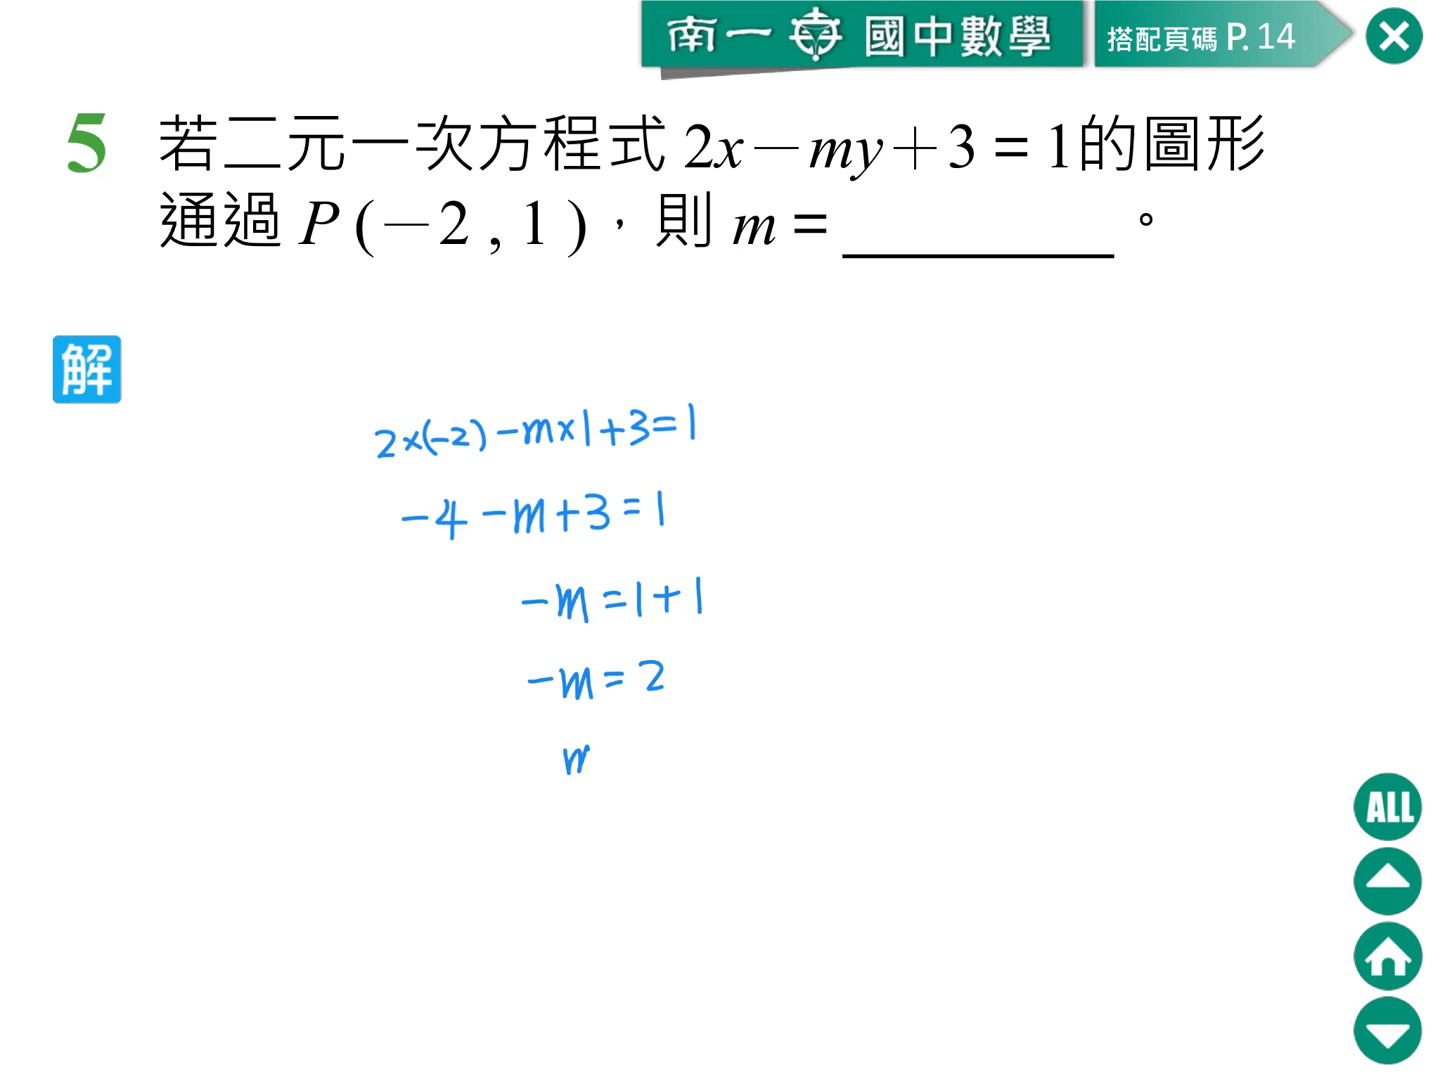 南一 國中數學 搭配頁碼 P. 14
5 若二元一次方程式 2x－my＋3 = 1的圖形
通過 P (－2 , 1 )，則 m = ________ 。
解
2×(-2) -m×1+3=1
-4 -m+3=1
-m=1+1
-m=2
m
ALL